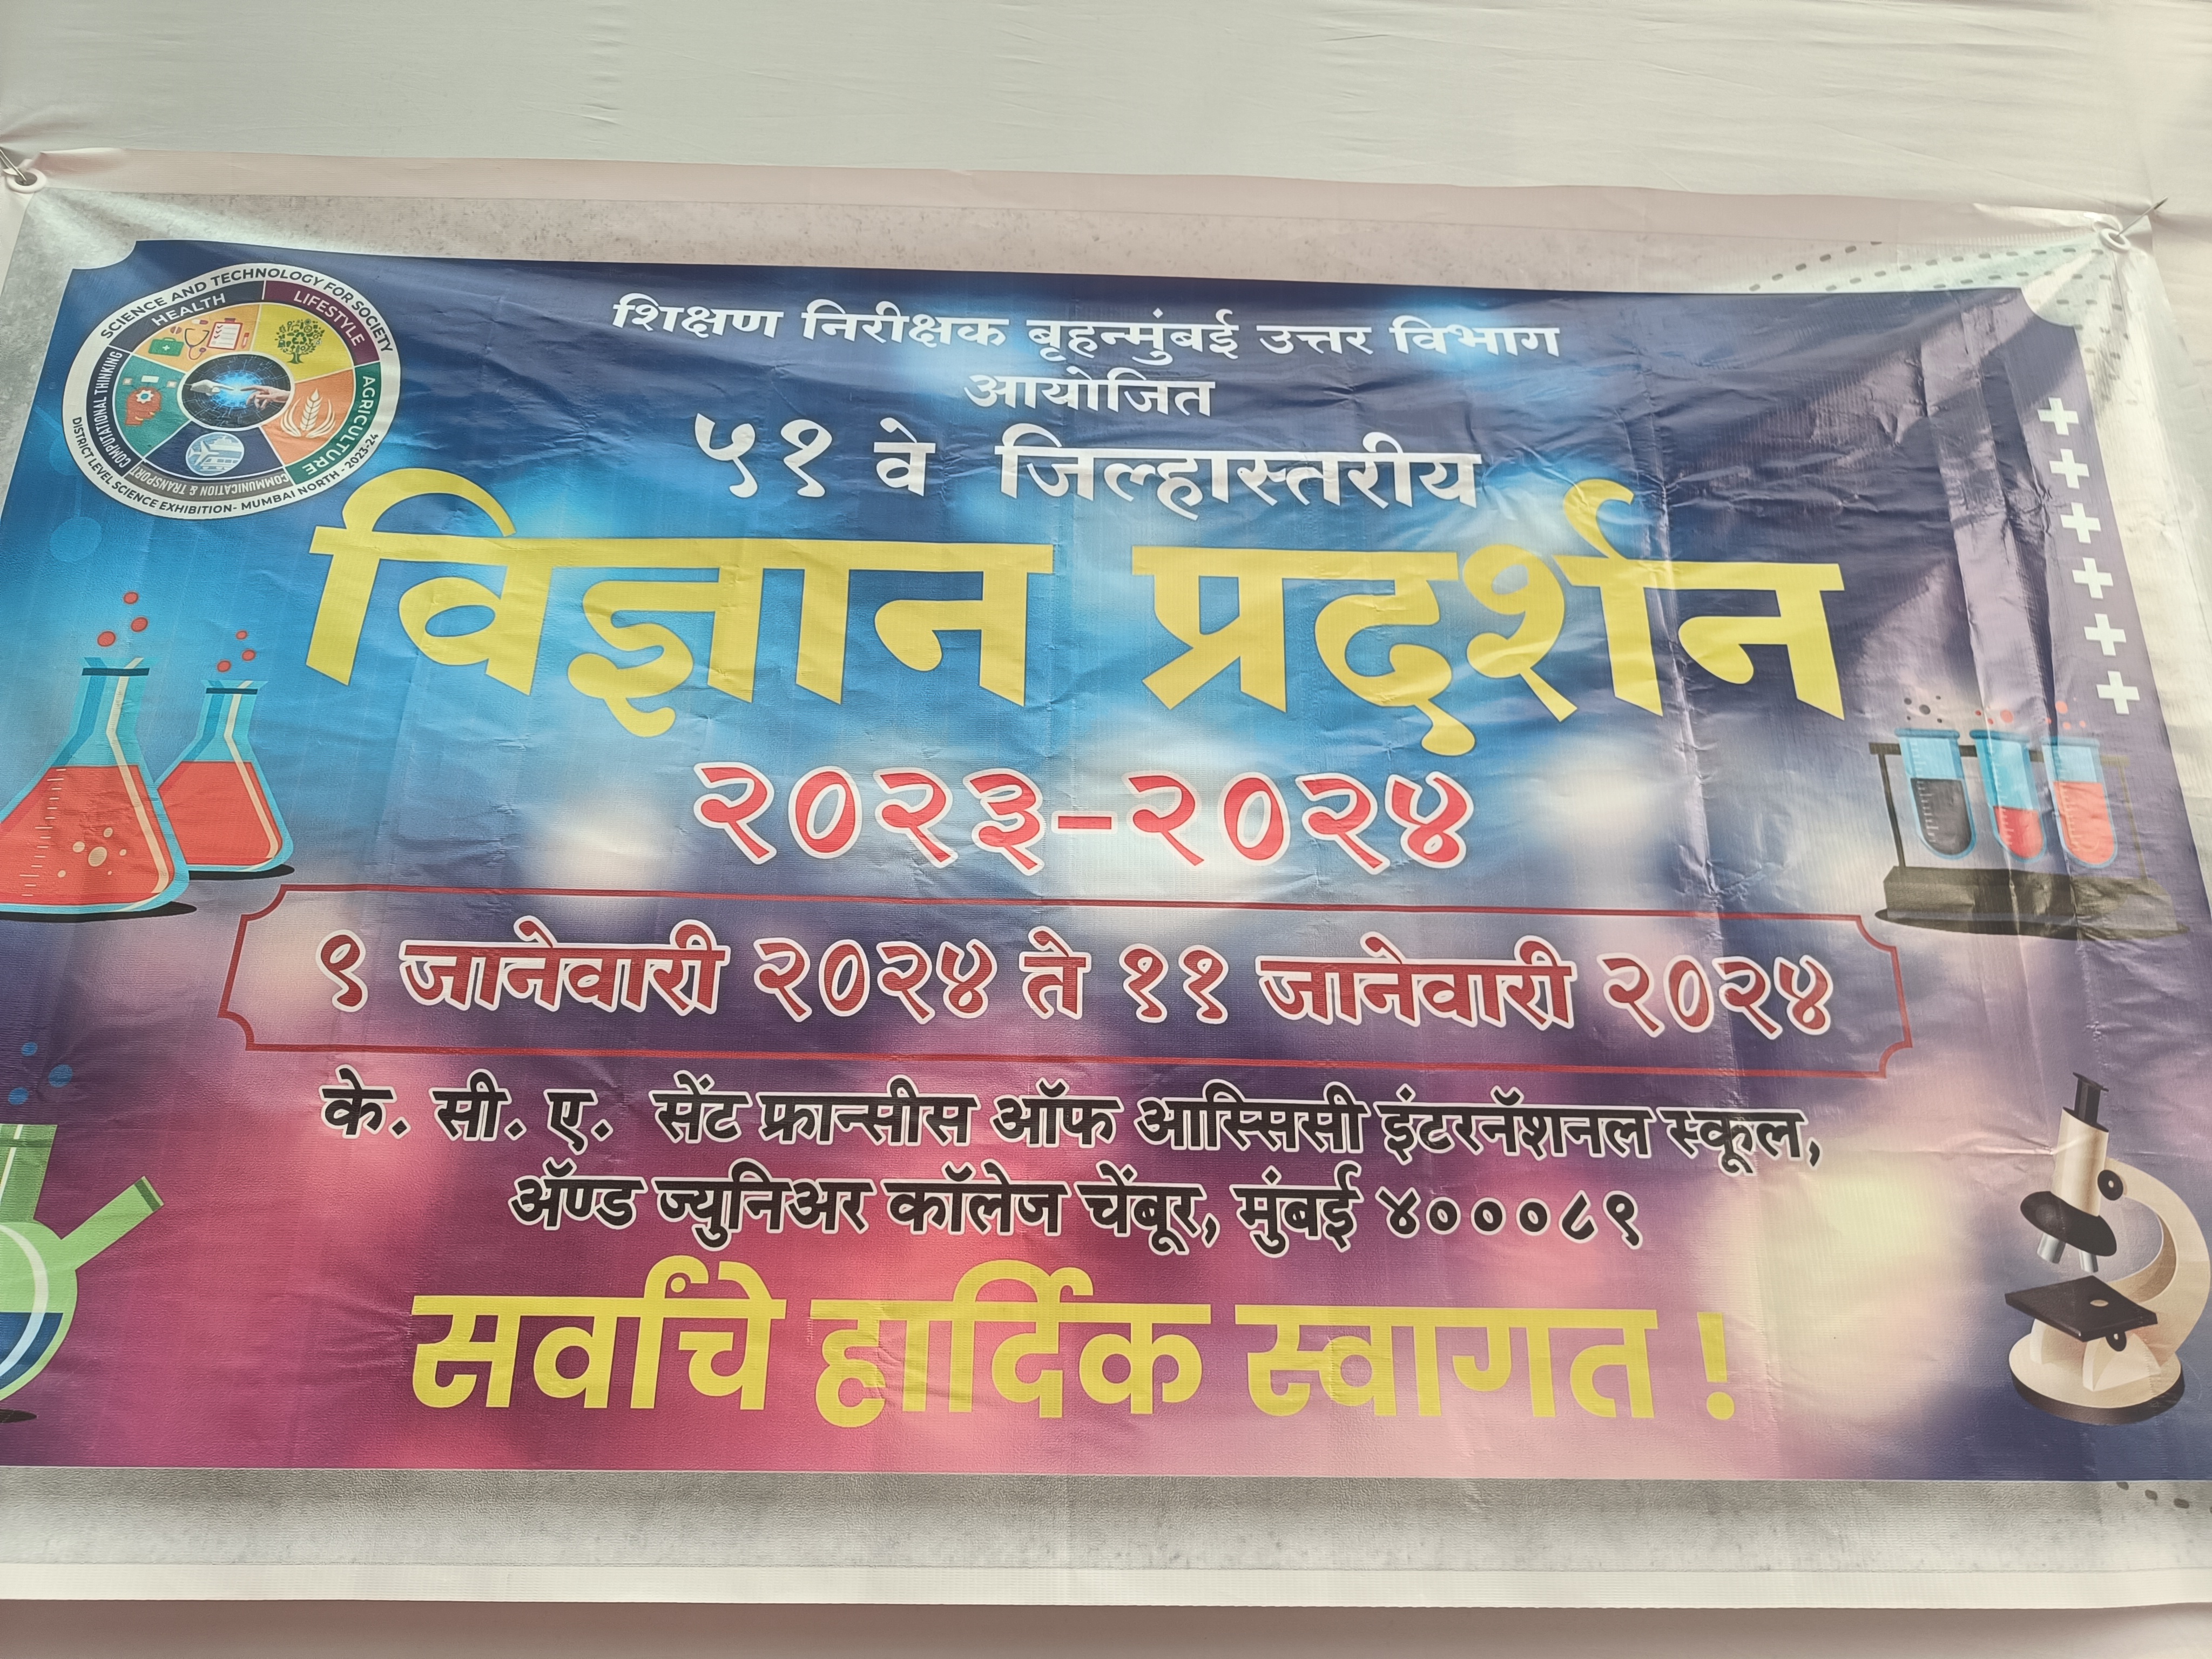 SCIENCE AND TECHNOLOGY FOR SOCIETY
HEALTH
LIFESTYLE
AGRICULTURE
COMMUNICATION & TRANSPORT
COMPUTATIONAL THINKING
DISTRICT LEVEL SCIENCE EXHIBITION- MUMBAI NORTH - 2023-24
शिक्षण निरीक्षक बृहन्मुंबई उत्तर विभाग
आयोजित
५१ वे जिल्हास्तरीय
विज्ञान प्रदर्शन
२०२३-२०२४
९ जानेवारी २०२४ ते ११ जानेवारी २०२४
के. सी. ए. सेंट फ्रान्सीस ऑफ आस्सिसी इंटरनॅशनल स्कूल,
ॲण्ड ज्युनिअर कॉलेज चेंबूर, मुंबई ४०००८९
सर्वांचे हार्दिक स्वागत !